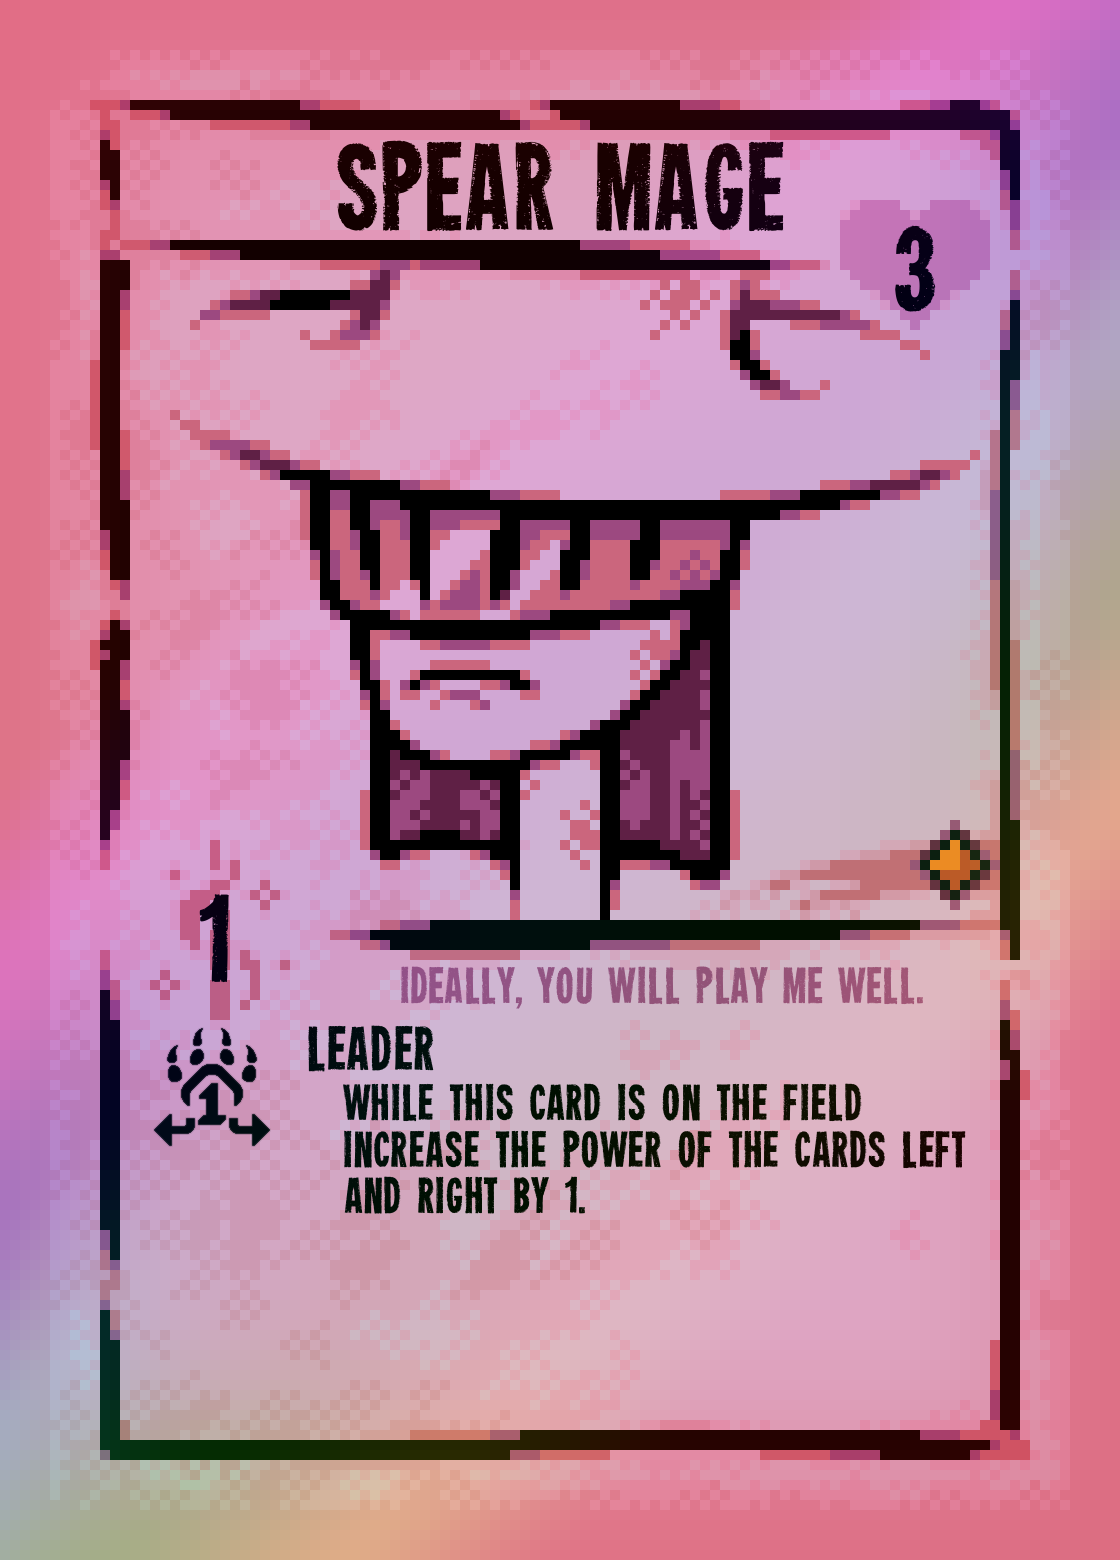 SPEAR MAGE
3
1
IDEALLY, YOU WILL PLAY ME WELL.
1
LEADER
WHILE THIS CARD IS ON THE FIELD
INCREASE THE POWER OF THE CARDS LEFT
AND RIGHT BY 1.